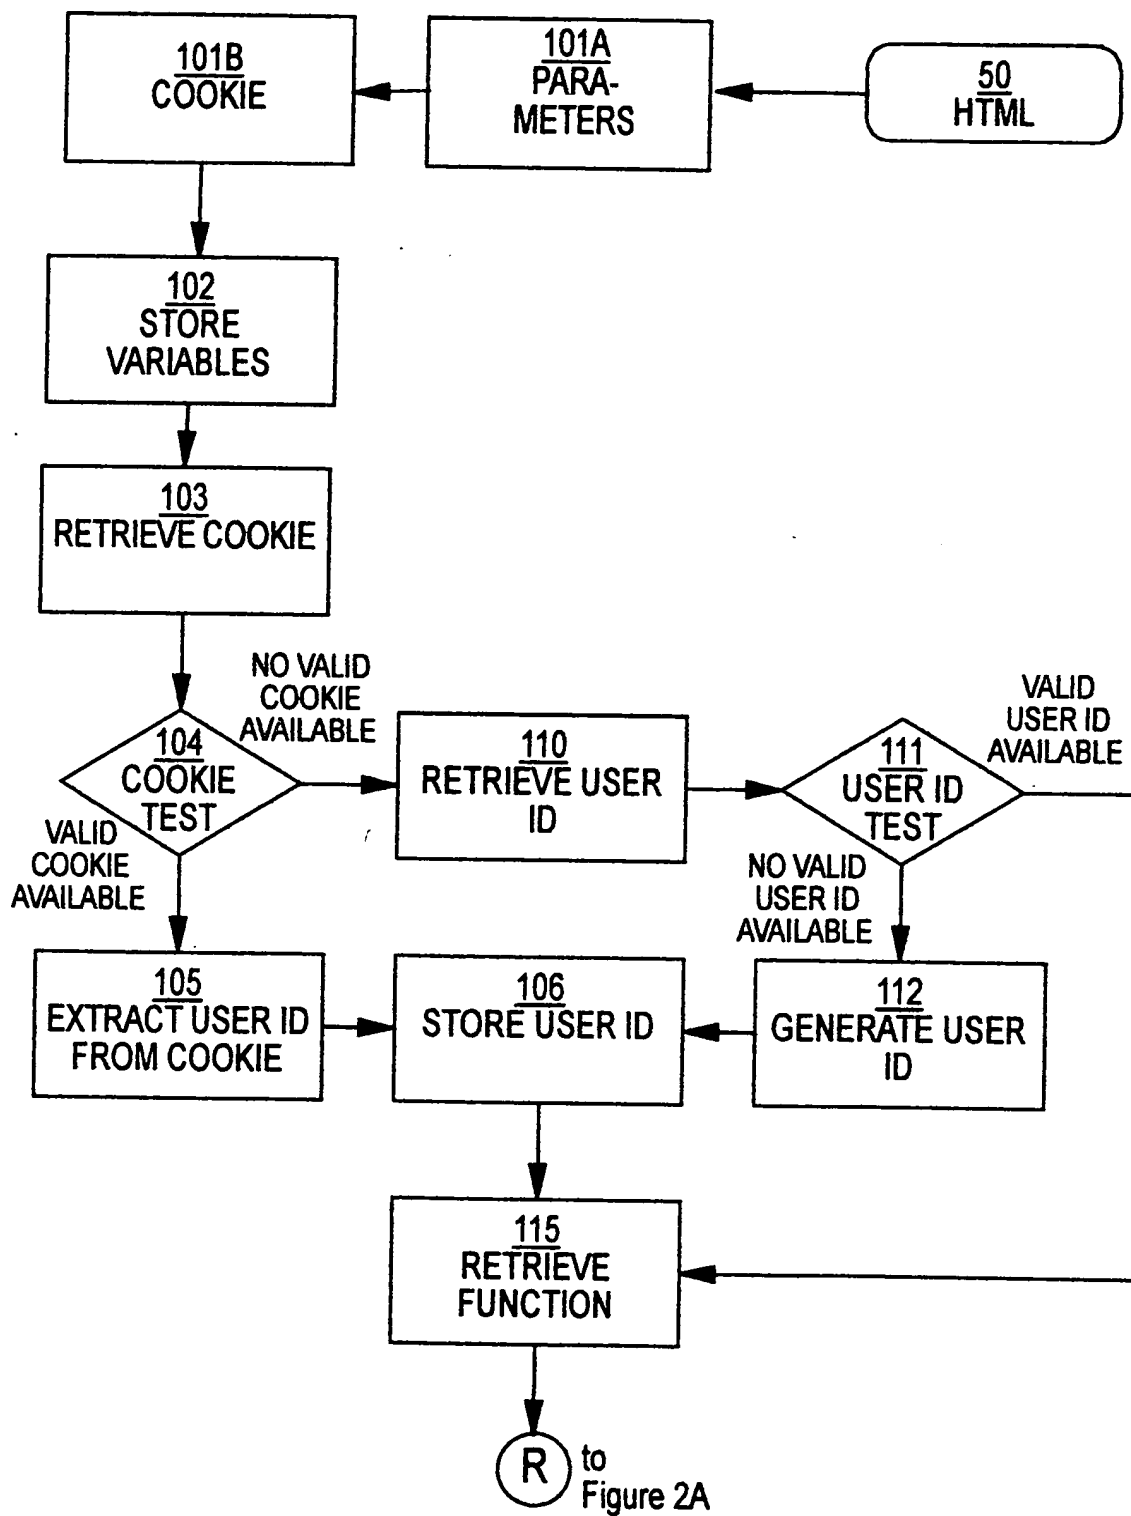 101B
COOKIE
101A
PARA-
METERS
50
HTML
102
STORE
VARIABLES
103
RETRIEVE COOKIE
NO VALID
COOKIE
AVAILABLE
VALID
USER ID
AVAILABLE
104
COOKIE
TEST
110
RETRIEVE USER
ID
111
USER ID
TEST
VALID
COOKIE
AVAILABLE
NO VALID
USER ID
AVAILABLE
105
EXTRACT USER ID
FROM COOKIE
106
STORE USER ID
112
GENERATE USER
ID
115
RETRIEVE
FUNCTION
R
to
Figure 2A